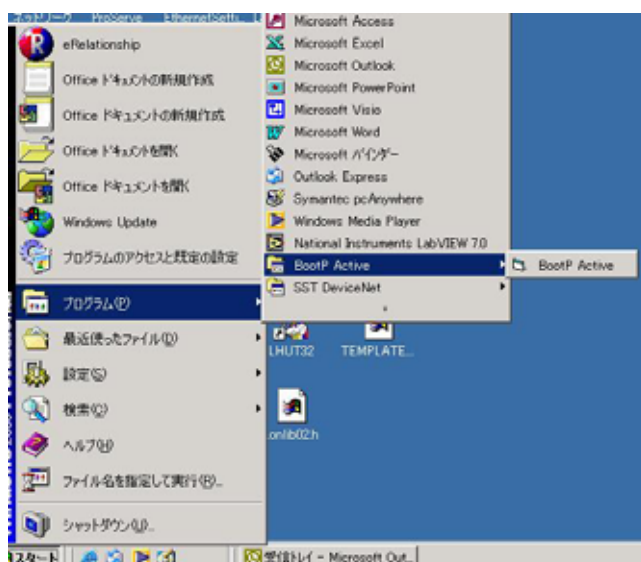 ネットワーク ProServe EthernetSetti..
eRelationship
Office ドキュメントの新規作成
Office ドキュメントの新規作成
Office ドキュメントを開く
Office ドキュメントを開く
Windows Update
プログラムのアクセスと既定の設定
プログラム(P)
最近使ったファイル(D)
設定(S)
検索(C)
ヘルプ(H)
ファイル名を指定して実行(R)...
シャットダウン(U)...
Microsoft Access
Microsoft Excel
Microsoft Outlook
Microsoft PowerPoint
Microsoft Visio
Microsoft Word
Microsoft バインダー
Outlook Express
Symantec pcAnywhere
Windows Media Player
National Instruments LabVIEW 7.0
BootP Active
SST DeviceNet
BootP Active
LHUT32 TEMPLATE...
onlib02.h
スタート
受信トレイ - Microsoft Out...